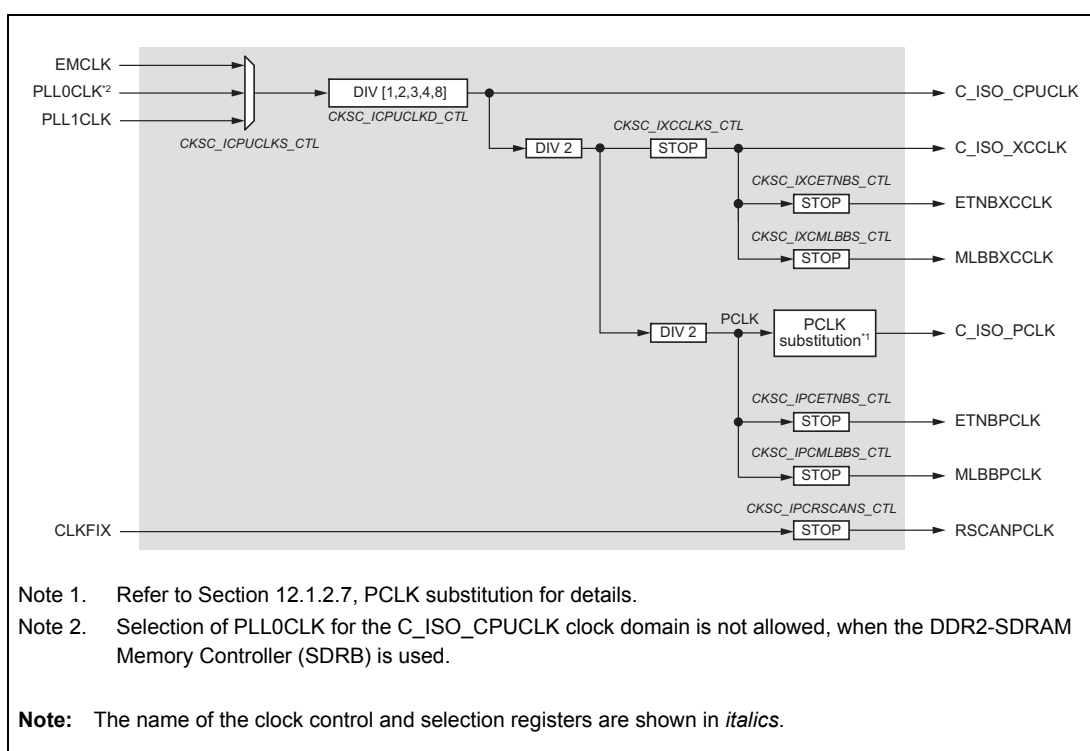 EMCLK
PLL0CLK*2
PLL1CLK
CKSC_ICPUCLKS_CTL
DIV [1,2,3,4,8]
CKSC_ICPUCLKD_CTL
C_ISO_CPUCLK
DIV 2
CKSC_IXCCLKS_CTL
STOP
C_ISO_XCCLK
CKSC_IXCETNBS_CTL
STOP
ETNBXCCLK
CKSC_IXCMLBBS_CTL
STOP
MLBBXCCLK
DIV 2
PCLK
PCLK
substitution*1
C_ISO_PCLK
CKSC_IPCETNBS_CTL
STOP
ETNBPCLK
CKSC_IPCMLBBS_CTL
STOP
MLBBPCLK
CLKFIX
CKSC_IPCRSCANS_CTL
STOP
RSCANPCLK
Note 1. Refer to Section 12.1.2.7, PCLK substitution for details.
Note 2. Selection of PLL0CLK for the C_ISO_CPUCLK clock domain is not allowed, when the DDR2-SDRAM
Memory Controller (SDRB) is used.
Note: The name of the clock control and selection registers are shown in italics.